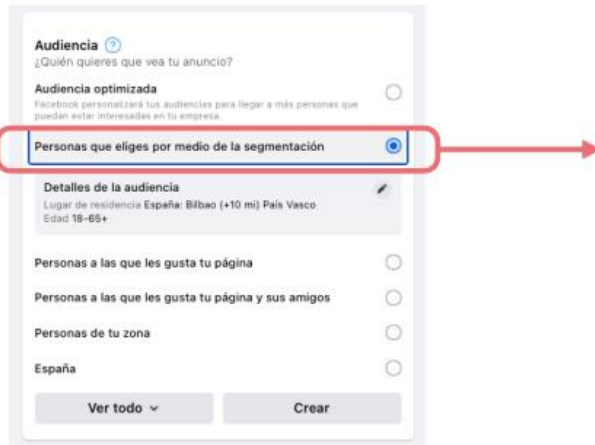 Audiencia ?
¿Quién quieres que vea tu anuncio?
Audiencia optimizada
Facebook personalizará tus audiencias para llegar a más personas que
puedan estar interesadas en tu empresa.
Personas que eliges por medio de la segmentación
Detalles de la audiencia
Lugar de residencia España: Bilbao (+10 mi) País Vasco
Edad 18-65+
Personas a las que les gusta tu página
Personas a las que les gusta tu página y sus amigos
Personas de tu zona
España
Ver todo
Crear